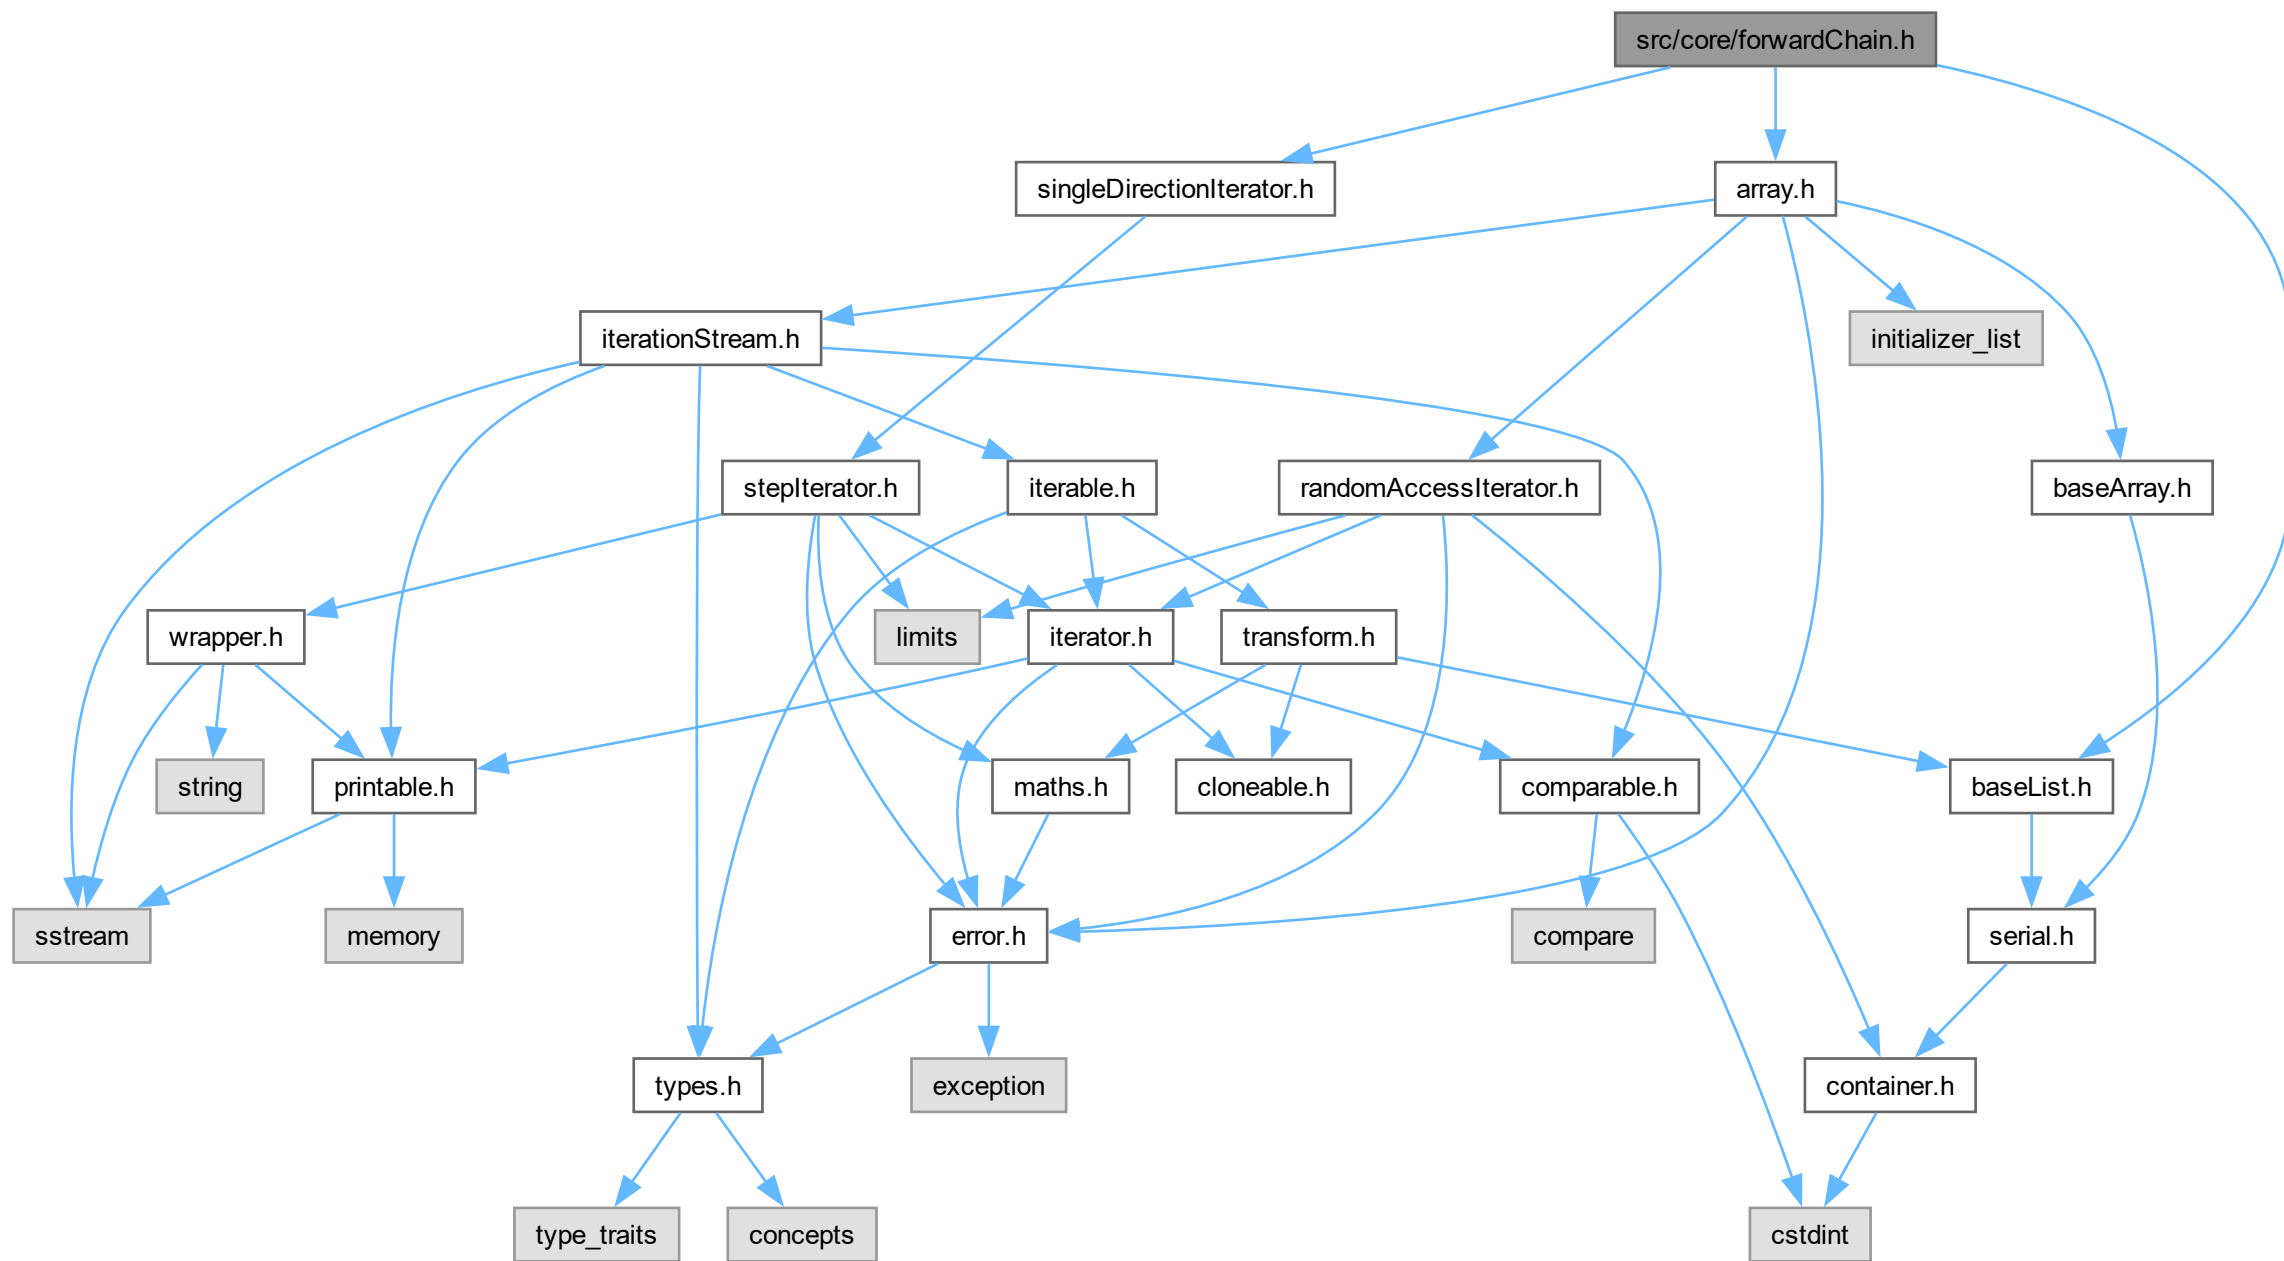 src/core/forwardChain.h
singleDirectionIterator.h
array.h
iterationStream.h
initializer_list
stepIterator.h
iterable.h
randomAccessIterator.h
baseArray.h
wrapper.h
limits
iterator.h
transform.h
string
printable.h
maths.h
cloneable.h
comparable.h
baseList.h
sstream
memory
error.h
compare
serial.h
types.h
exception
container.h
type_traits
concepts
cstdint